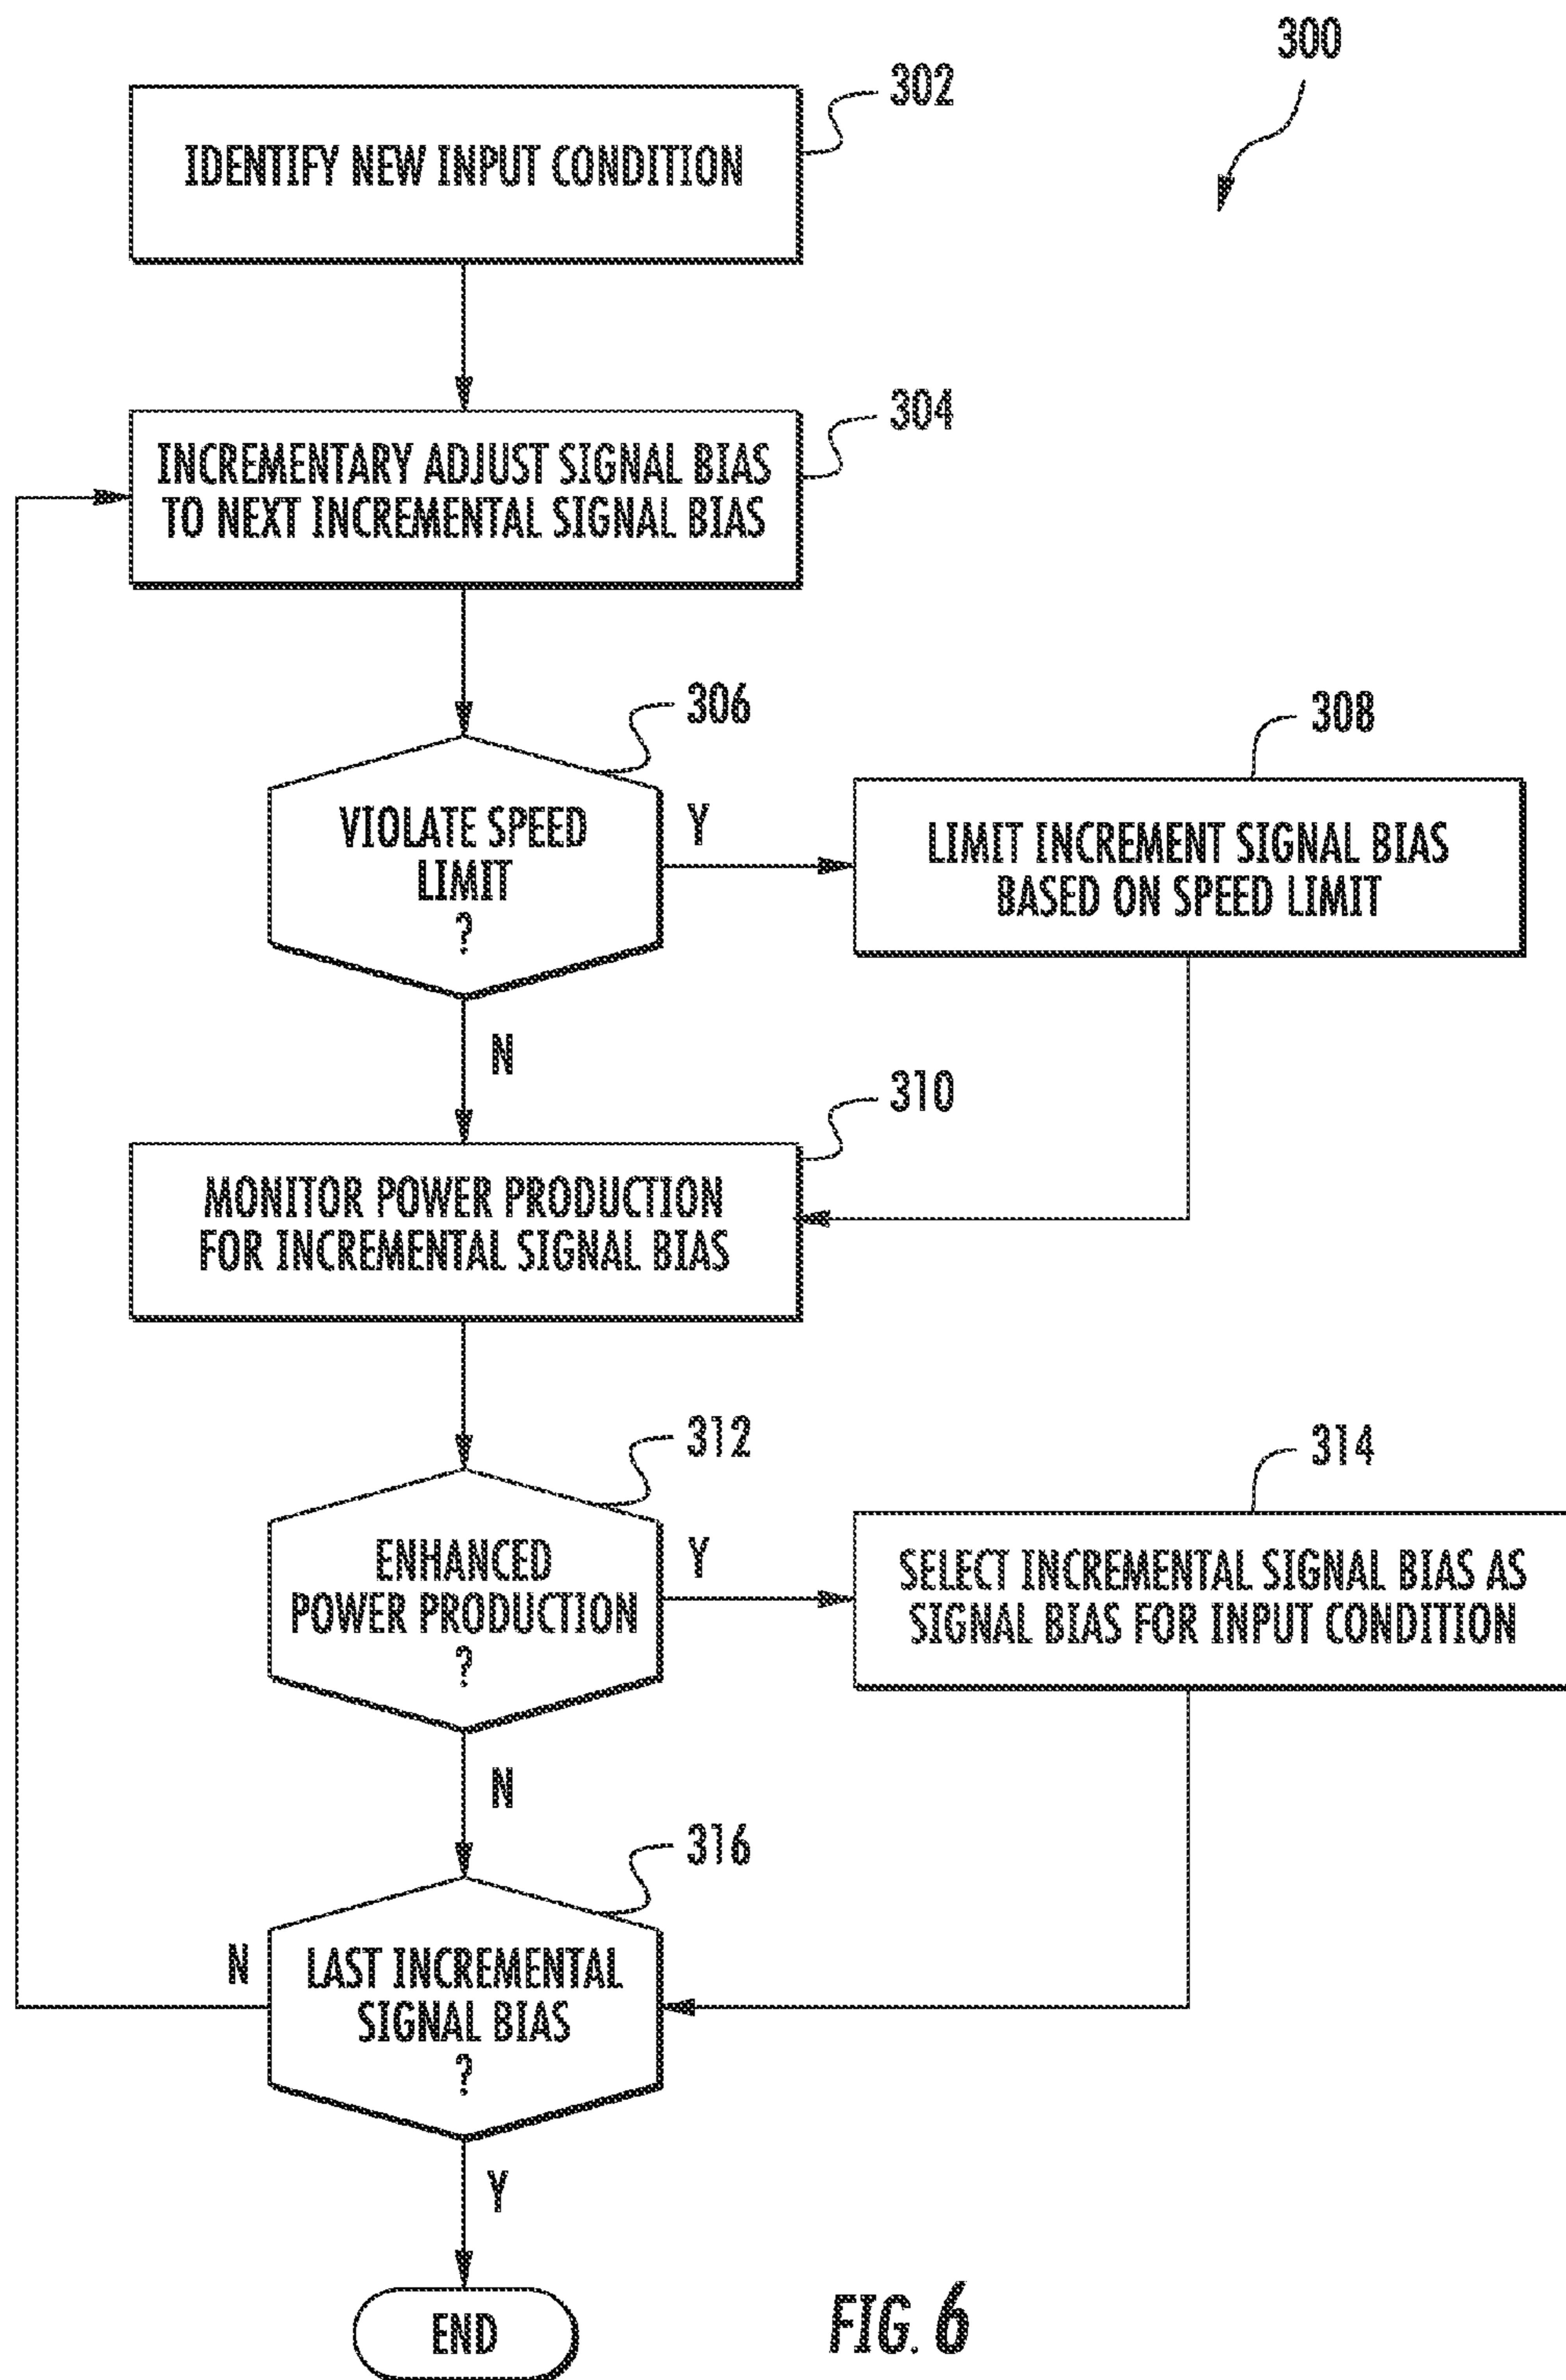 300
302
IDENTIFY NEW INPUT CONDITION
304
INCREMENTARY ADJUST SIGNAL BIAS
TO NEXT INCREMENTAL SIGNAL BIAS
306
VIOLATE SPEED
LIMIT
?
Y
308
LIMIT INCREMENT SIGNAL BIAS
BASED ON SPEED LIMIT
N
310
MONITOR POWER PRODUCTION
FOR INCREMENTAL SIGNAL BIAS
312
ENHANCED
POWER PRODUCTION
?
Y
314
SELECT INCREMENTAL SIGNAL BIAS AS
SIGNAL BIAS FOR INPUT CONDITION
N
316
N
LAST INCREMENTAL
SIGNAL BIAS
?
Y
END
FIG. 6